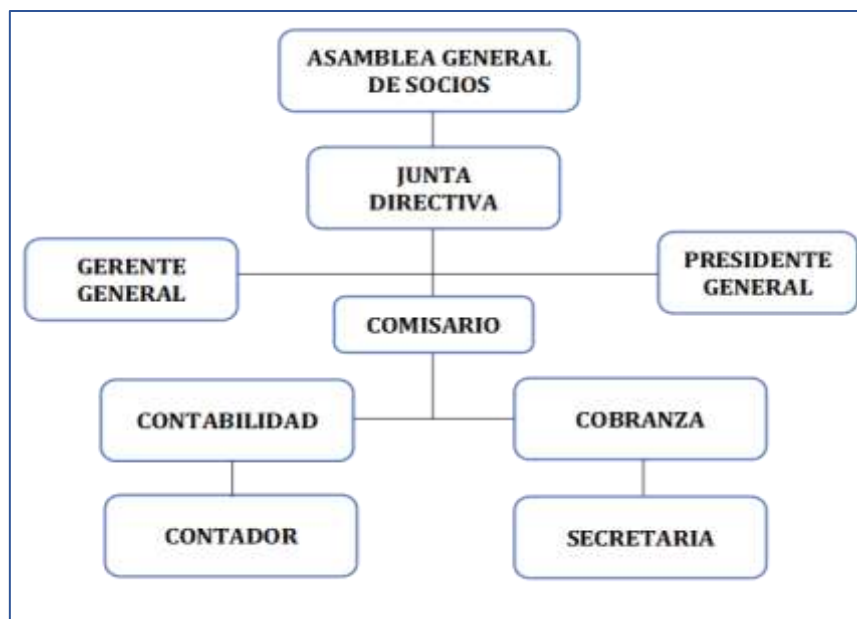 ASAMBLEA GENERAL
DE SOCIOS
JUNTA
DIRECTIVA
GERENTE
GENERAL
PRESIDENTE
GENERAL
COMISARIO
CONTABILIDAD
COBRANZA
CONTADOR
SECRETARIA